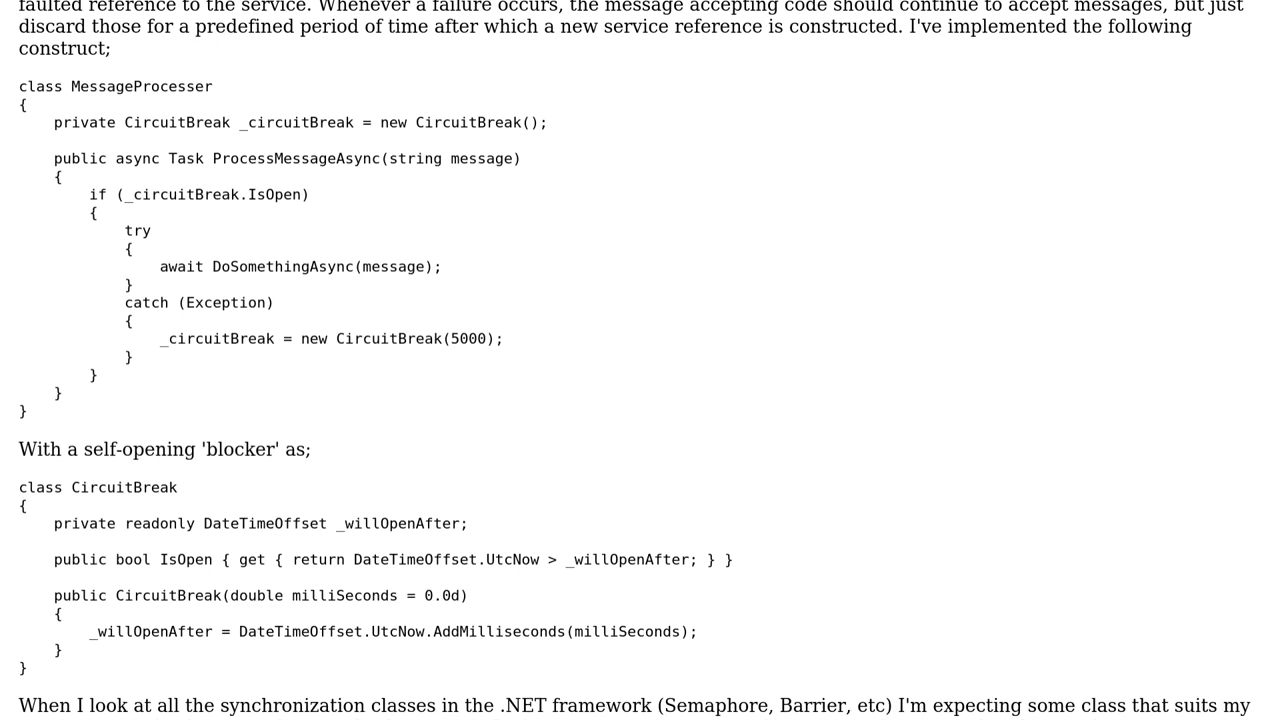 faulted reference to the service. Whenever a failure occurs, the message accepting code should continue to accept messages, but just
discard those for a predefined period of time after which a new service reference is constructed. I've implemented the following
construct;
class MessageProcesser
{
    private CircuitBreak _circuitBreak = new CircuitBreak();
    public async Task ProcessMessageAsync(string message)
    {
        if (_circuitBreak.IsOpen)
        {
            try
            {
                await DoSomethingAsync(message);
            }
            catch (Exception)
            {
                _circuitBreak = new CircuitBreak(5000);
            }
        }
    }
}
With a self-opening 'blocker' as;
class CircuitBreak
{
    private readonly DateTimeOffset _willOpenAfter;
    public bool IsOpen { get { return DateTimeOffset.UtcNow > _willOpenAfter; } }
    public CircuitBreak(double milliSeconds = 0.0d)
    {
        _willOpenAfter = DateTimeOffset.UtcNow.AddMilliseconds(milliSeconds);
    }
}
When I look at all the synchronization classes in the .NET framework (Semaphore, Barrier, etc) I'm expecting some class that suits my